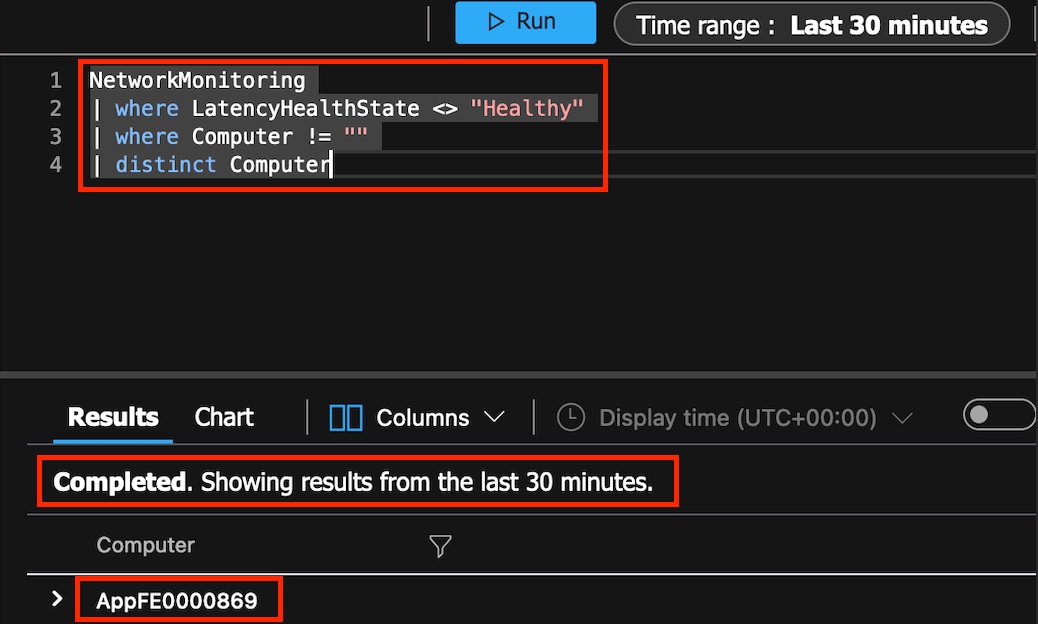 Run Time range : Last 30 minutes
1 NetworkMonitoring
2 | where LatencyHealthState <> "Healthy"
3 | where Computer != ""
4 | distinct Computer
Results Chart Columns Display time (UTC+00:00)
Completed. Showing results from the last 30 minutes.
Computer
AppFE0000869